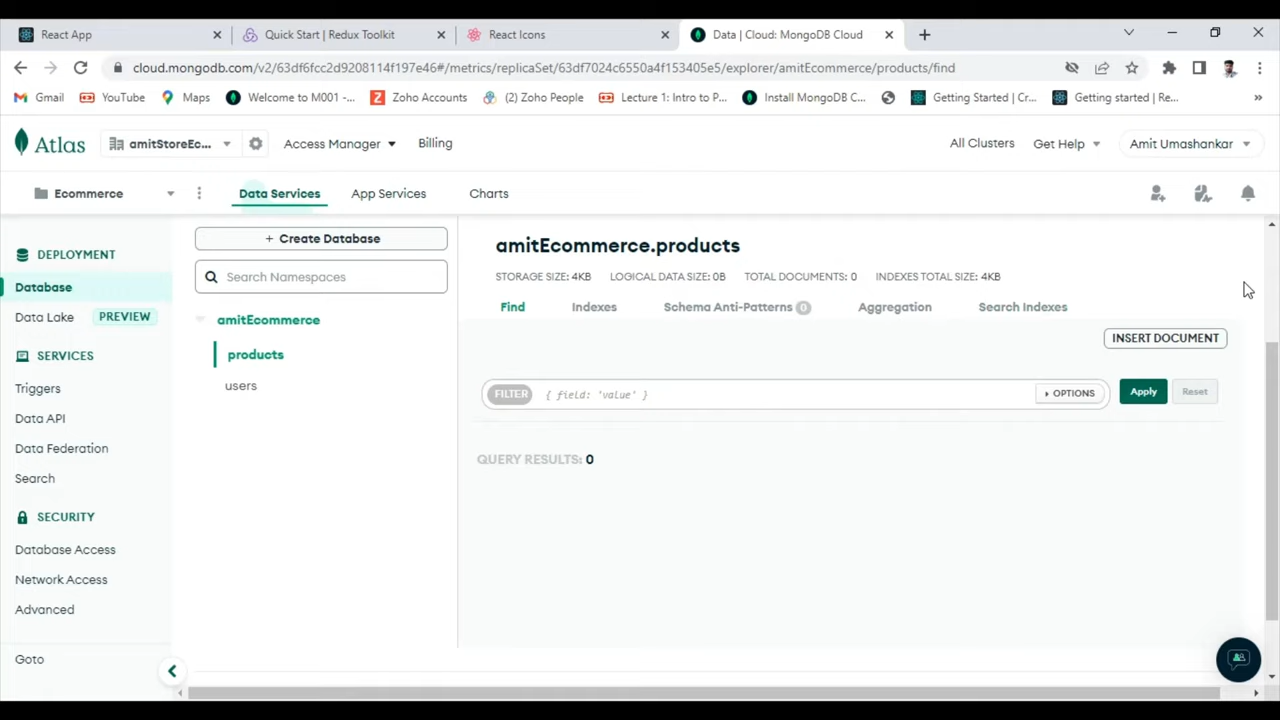 React App
Quick Start | Redux Toolkit
React Icons
Data | Cloud: MongoDB Cloud
cloud.mongodb.com/v2/63df6fcc2d9208114f197e46#/metrics/replicaSet/63df7024c6550a4f153405e5/explorer/amitEcommerce/products/find
Gmail
YouTube
Maps
Welcome to M001 -...
Zoho Accounts
(2) Zoho People
Lecture 1: Intro to P...
Install MongoDB C...
Getting Started | Cr...
Getting started | Re...
Atlas
amitStoreEc...
Access Manager
Billing
All Clusters
Get Help
Amit Umashankar
Ecommerce
Data Services
App Services
Charts
DEPLOYMENT
Database
Data Lake
PREVIEW
SERVICES
Triggers
Data API
Data Federation
Search
SECURITY
Database Access
Network Access
Advanced
Goto
+ Create Database
Search Namespaces
amitEcommerce
products
users
amitEcommerce.products
STORAGE SIZE: 4KB
LOGICAL DATA SIZE: 0B
TOTAL DOCUMENTS: 0
INDEXES TOTAL SIZE: 4KB
Find
Indexes
Schema Anti-Patterns 0
Aggregation
Search Indexes
INSERT DOCUMENT
FILTER
{ field: 'value' }
OPTIONS
Apply
Reset
QUERY RESULTS: 0